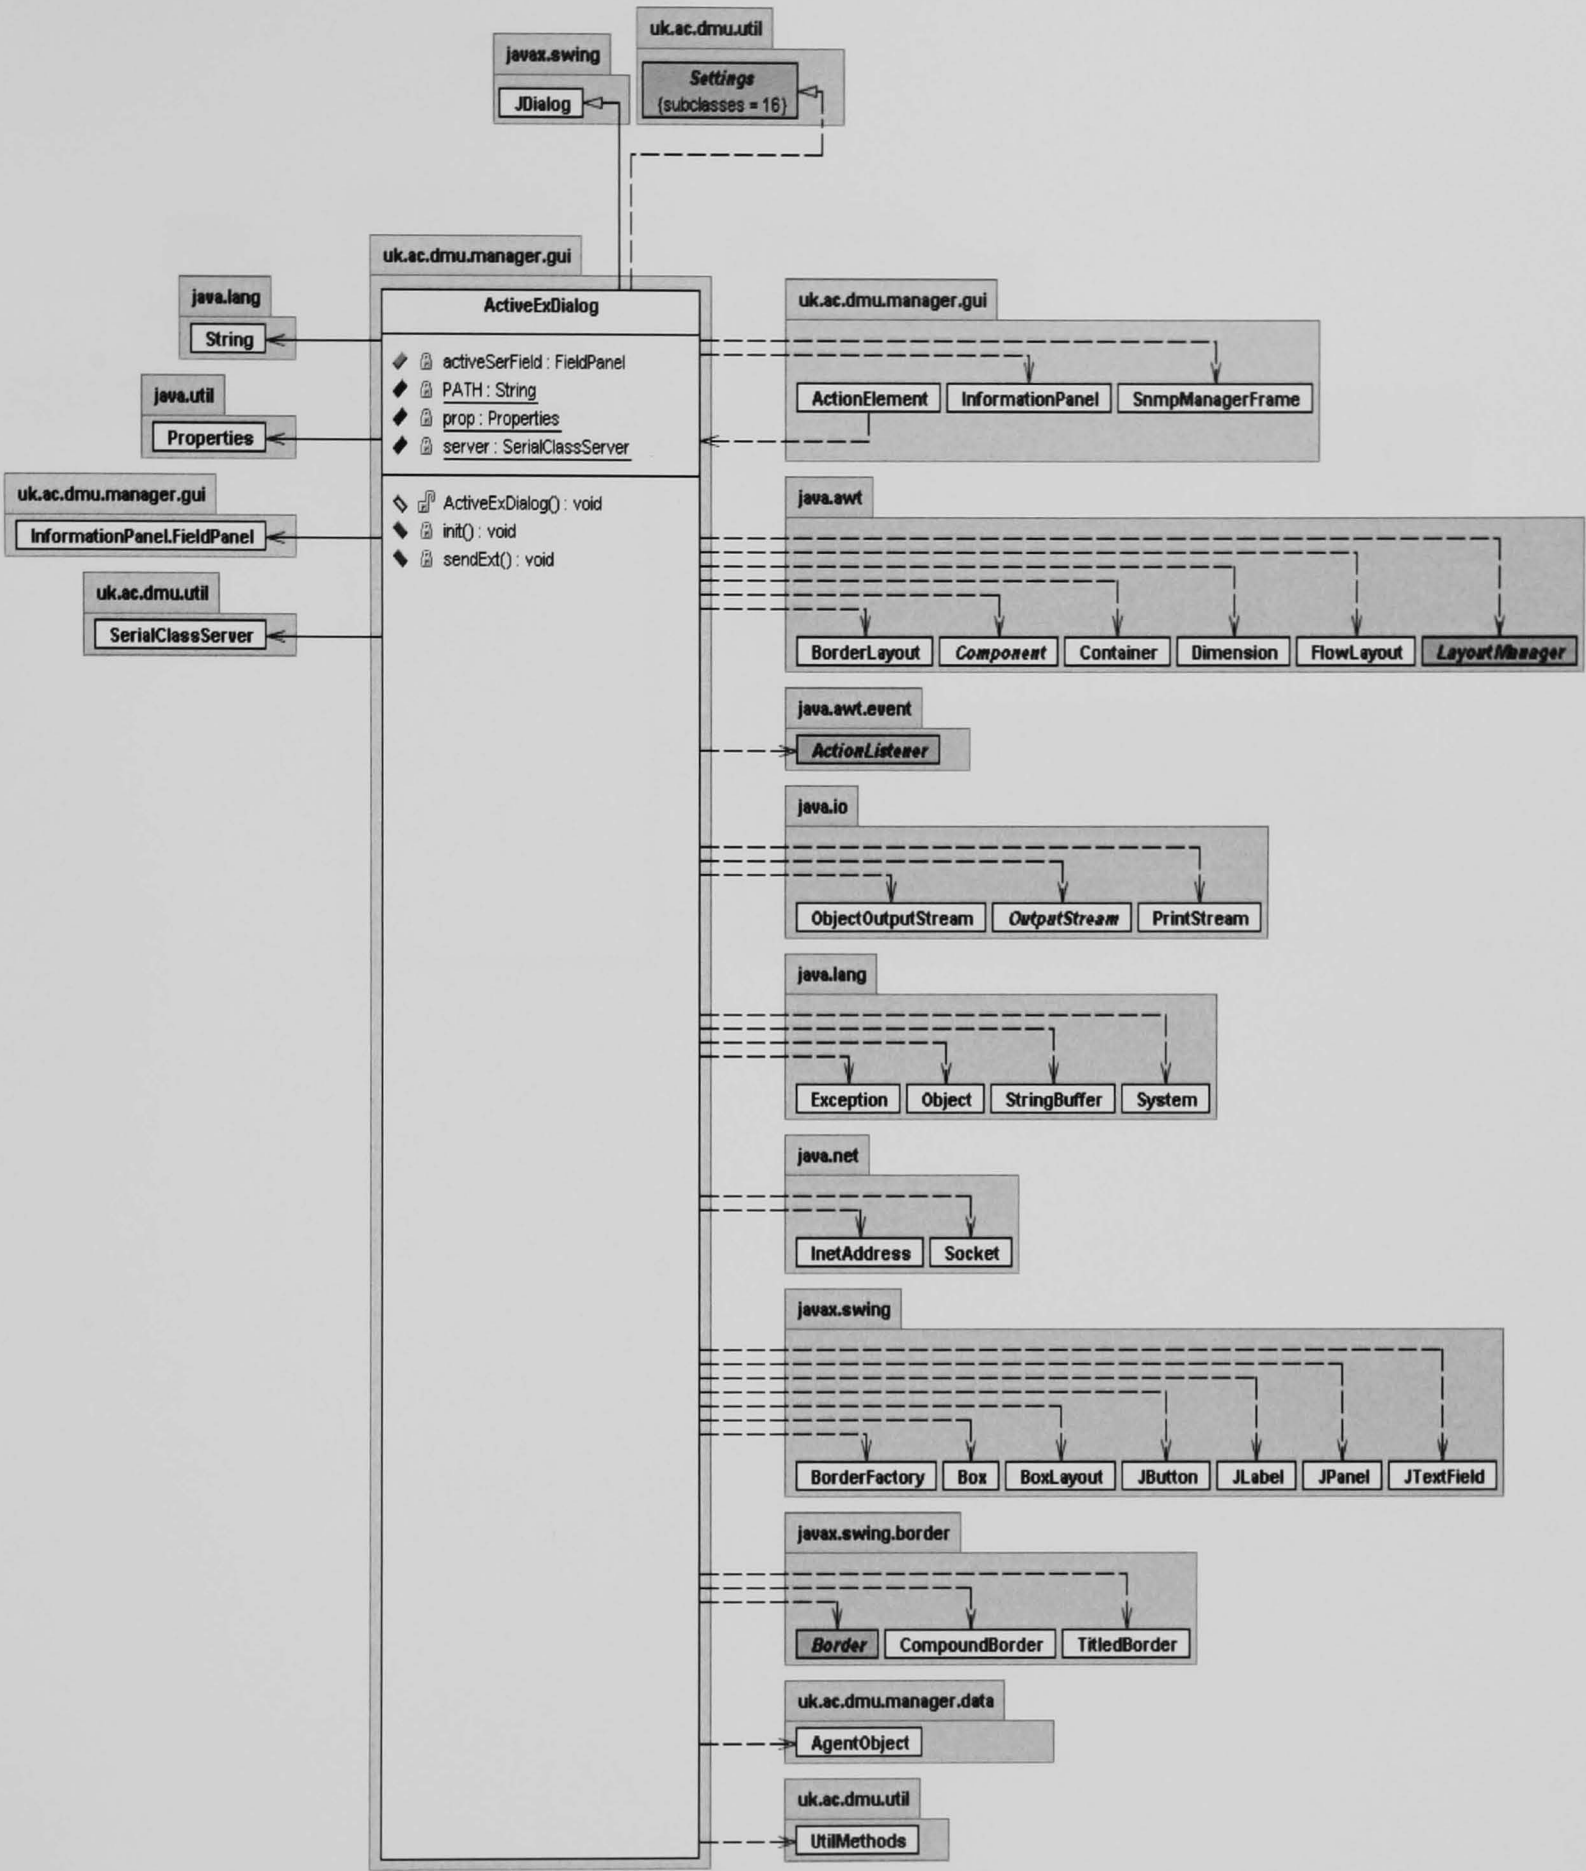 uk.ac.dmu.util
javax.swing
Settings
{subclasses = 16}
JDialog
uk.ac.dmu.manager.gui
ActiveExDialog
activeSerField : FieldPanel
PATH : String
prop : Properties
server : SerialClassServer
ActiveExDialog() : void
init() : void
sendExt() : void
java.lang
String
java.util
Properties
uk.ac.dmu.manager.gui
InformationPanel.FieldPanel
uk.ac.dmu.util
SerialClassServer
uk.ac.dmu.manager.gui
ActionElement InformationPanel SnmpManagerFrame
java.awt
BorderLayout Component Container Dimension FlowLayout LayoutManager
java.awt.event
ActionListener
java.io
ObjectOutputStream OutputStream PrintStream
java.lang
Exception Object StringBuffer System
java.net
InetAddress Socket
javax.swing
BorderFactory Box BoxLayout JButton JLabel JPanel JTextField
javax.swing.border
Border CompoundBorder TitledBorder
uk.ac.dmu.manager.data
AgentObject
uk.ac.dmu.util
UtilMethods